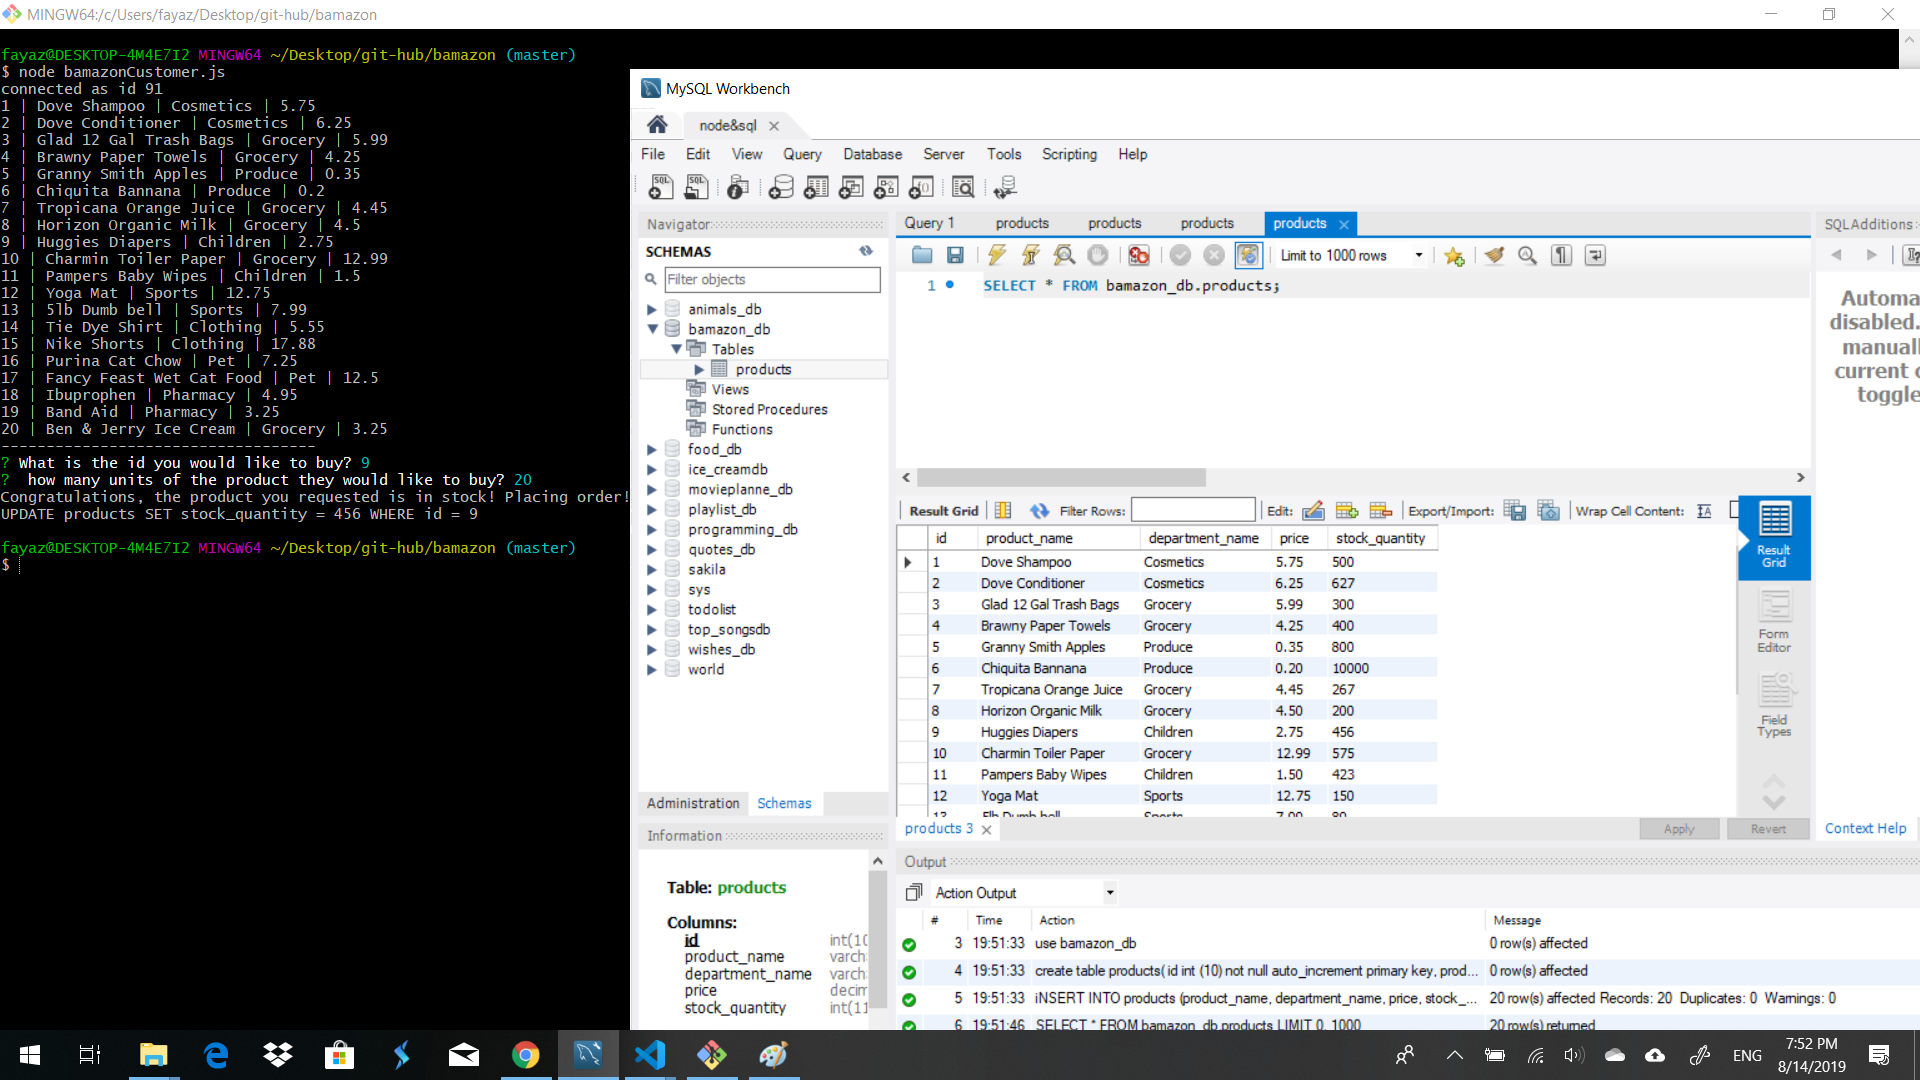 MINGW64:/c/Users/fayaz/Desktop/git-hub/bamazon
fayaz@DESKTOP-4M4E7I2 MINGW64 ~/Desktop/git-hub/bamazon (master)
$ node bamazonCustomer.js
connected as id 91
1 | Dove Shampoo | Cosmetics | 5.75
2 | Dove Conditioner | Cosmetics | 6.25
3 | Glad 12 Gal Trash Bags | Grocery | 5.99
4 | Brawny Paper Towels | Grocery | 4.25
5 | Granny Smith Apples | Produce | 0.35
6 | Chiquita Bannana | Produce | 0.2
7 | Tropicana Orange Juice | Grocery | 4.45
8 | Horizon Organic Milk | Grocery | 4.5
9 | Huggies Diapers | Children | 2.75
10 | Charmin Toiler Paper | Grocery | 12.99
11 | Pampers Baby Wipes | Children | 1.5
12 | Yoga Mat | Sports | 12.75
13 | 5lb Dumb bell | Sports | 7.99
14 | Tie Dye Shirt | Clothing | 5.55
15 | Nike Shorts | Clothing | 17.88
16 | Purina Cat Chow | Pet | 7.25
17 | Fancy Feast Wet Cat Food | Pet | 12.5
18 | Ibuprophen | Pharmacy | 4.95
19 | Band Aid | Pharmacy | 3.25
20 | Ben & Jerry Ice Cream | Grocery | 3.25
-----------------------------------
? What is the id you would like to buy? 9
?  how many units of the product they would like to buy? 20
Congratulations, the product you requested is in stock! Placing order!
UPDATE products SET stock_quantity = 456 WHERE id = 9
fayaz@DESKTOP-4M4E7I2 MINGW64 ~/Desktop/git-hub/bamazon (master)
$
MySQL Workbench
node&sql
File Edit View Query Database Server Tools Scripting Help
Navigator
SCHEMAS
Filter objects
animals_db
bamazon_db
Tables
products
Views
Stored Procedures
Functions
food_db
ice_creamdb
movieplanne_db
playlist_db
programming_db
quotes_db
sakila
sys
todolist
top_songsdb
wishes_db
world
Administration Schemas
Information
Table: products
Columns:
id int(10
product_name varch
department_name varch
price decim
stock_quantity int(11
Query 1 products products products products
Limit to 1000 rows
1 SELECT * FROM bamazon_db.products;
Result Grid Filter Rows: Edit: Export/Import: Wrap Cell Content:
id product_name department_name price stock_quantity
1 Dove Shampoo Cosmetics 5.75 500
2 Dove Conditioner Cosmetics 6.25 627
3 Glad 12 Gal Trash Bags Grocery 5.99 300
4 Brawny Paper Towels Grocery 4.25 400
5 Granny Smith Apples Produce 0.35 800
6 Chiquita Bannana Produce 0.20 10000
7 Tropicana Orange Juice Grocery 4.45 267
8 Horizon Organic Milk Grocery 4.50 200
9 Huggies Diapers Children 2.75 456
10 Charmin Toiler Paper Grocery 12.99 575
11 Pampers Baby Wipes Children 1.50 423
12 Yoga Mat Sports 12.75 150
13 5lb Dumb bell Sports 7.99 80
Result
Grid
Form
Editor
Field
Types
products 3
Apply Revert
SQLAdditions
Automa
disabled.
manuall
current c
toggle
Context Help
Output
Action Output
# Time Action Message
3 19:51:33 use bamazon_db 0 row(s) affected
4 19:51:33 create table products( id int (10) not null auto_increment primary key, prod... 0 row(s) affected
5 19:51:33 iNSERT INTO products (product_name, department_name, price, stock_... 20 row(s) affected Records: 20 Duplicates: 0 Warnings: 0
6 19:51:46 SELECT * FROM bamazon_db.products LIMIT 0, 1000 20 row(s) returned
ENG
7:52 PM
8/14/2019